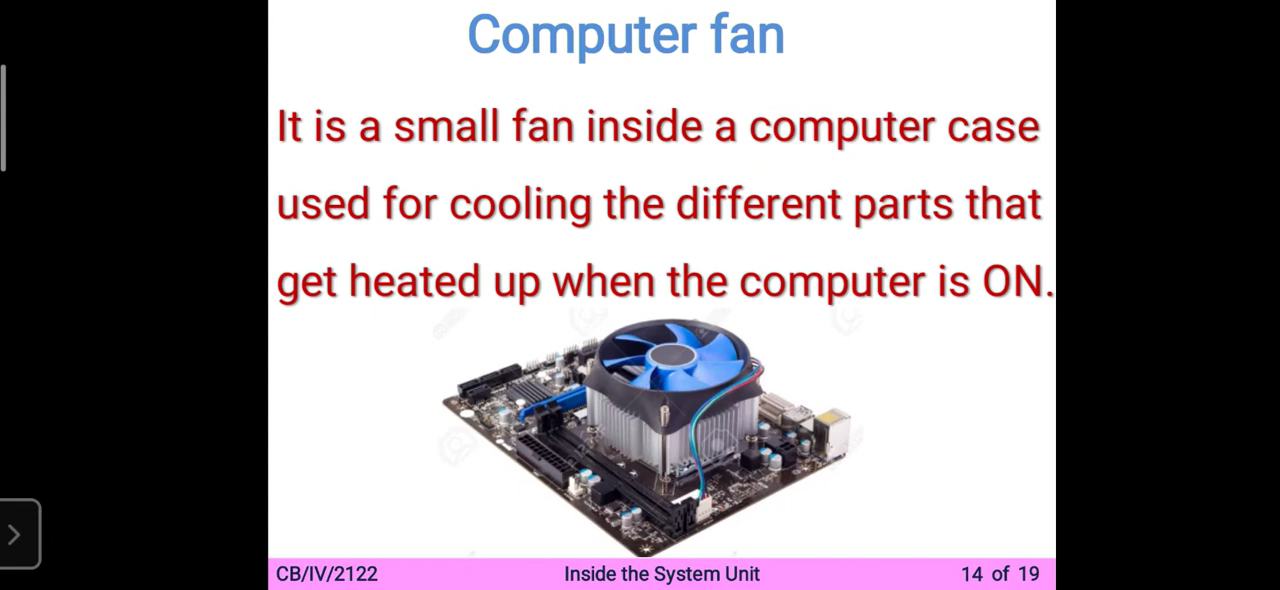 Computer fan
It is a small fan inside a computer case
used for cooling the different parts that
get heated up when the computer is ON.
CB/IV/2122 Inside the System Unit 14 of 19